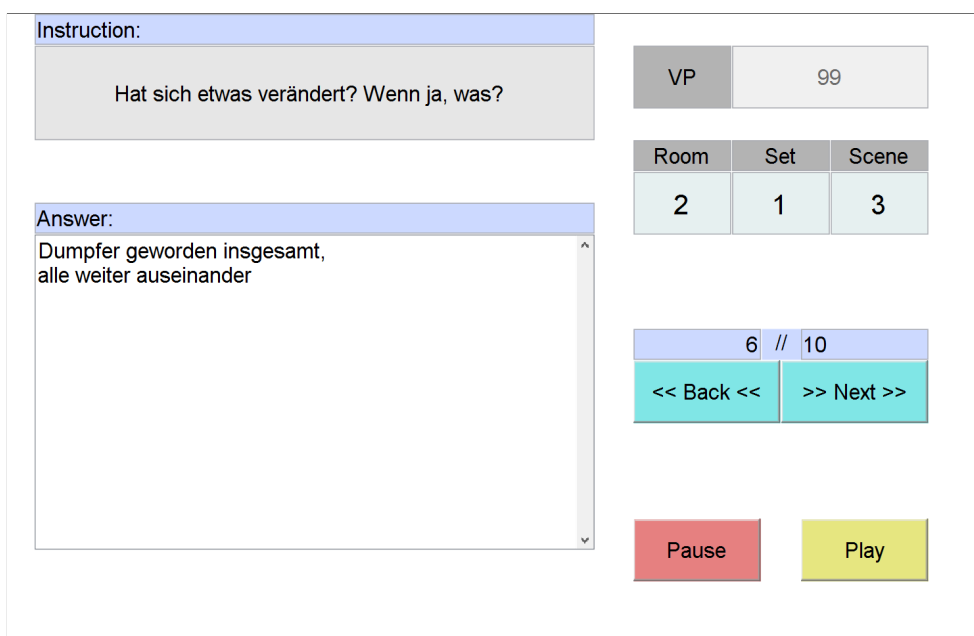 Instruction:
Hat sich etwas verändert? Wenn ja, was?
Answer:
Dumpfer geworden insgesamt,
alle weiter auseinander
VP 99
Room Set Scene
2 1 3
6 // 10
<< Back << >> Next >>
Pause Play